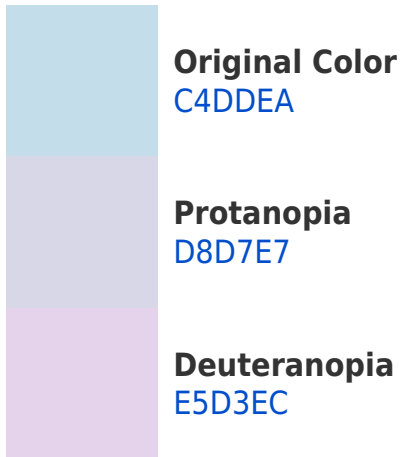 Original Color
C4DDEA
Protanopia
D8D7E7
Deuteranopia
E5D3EC